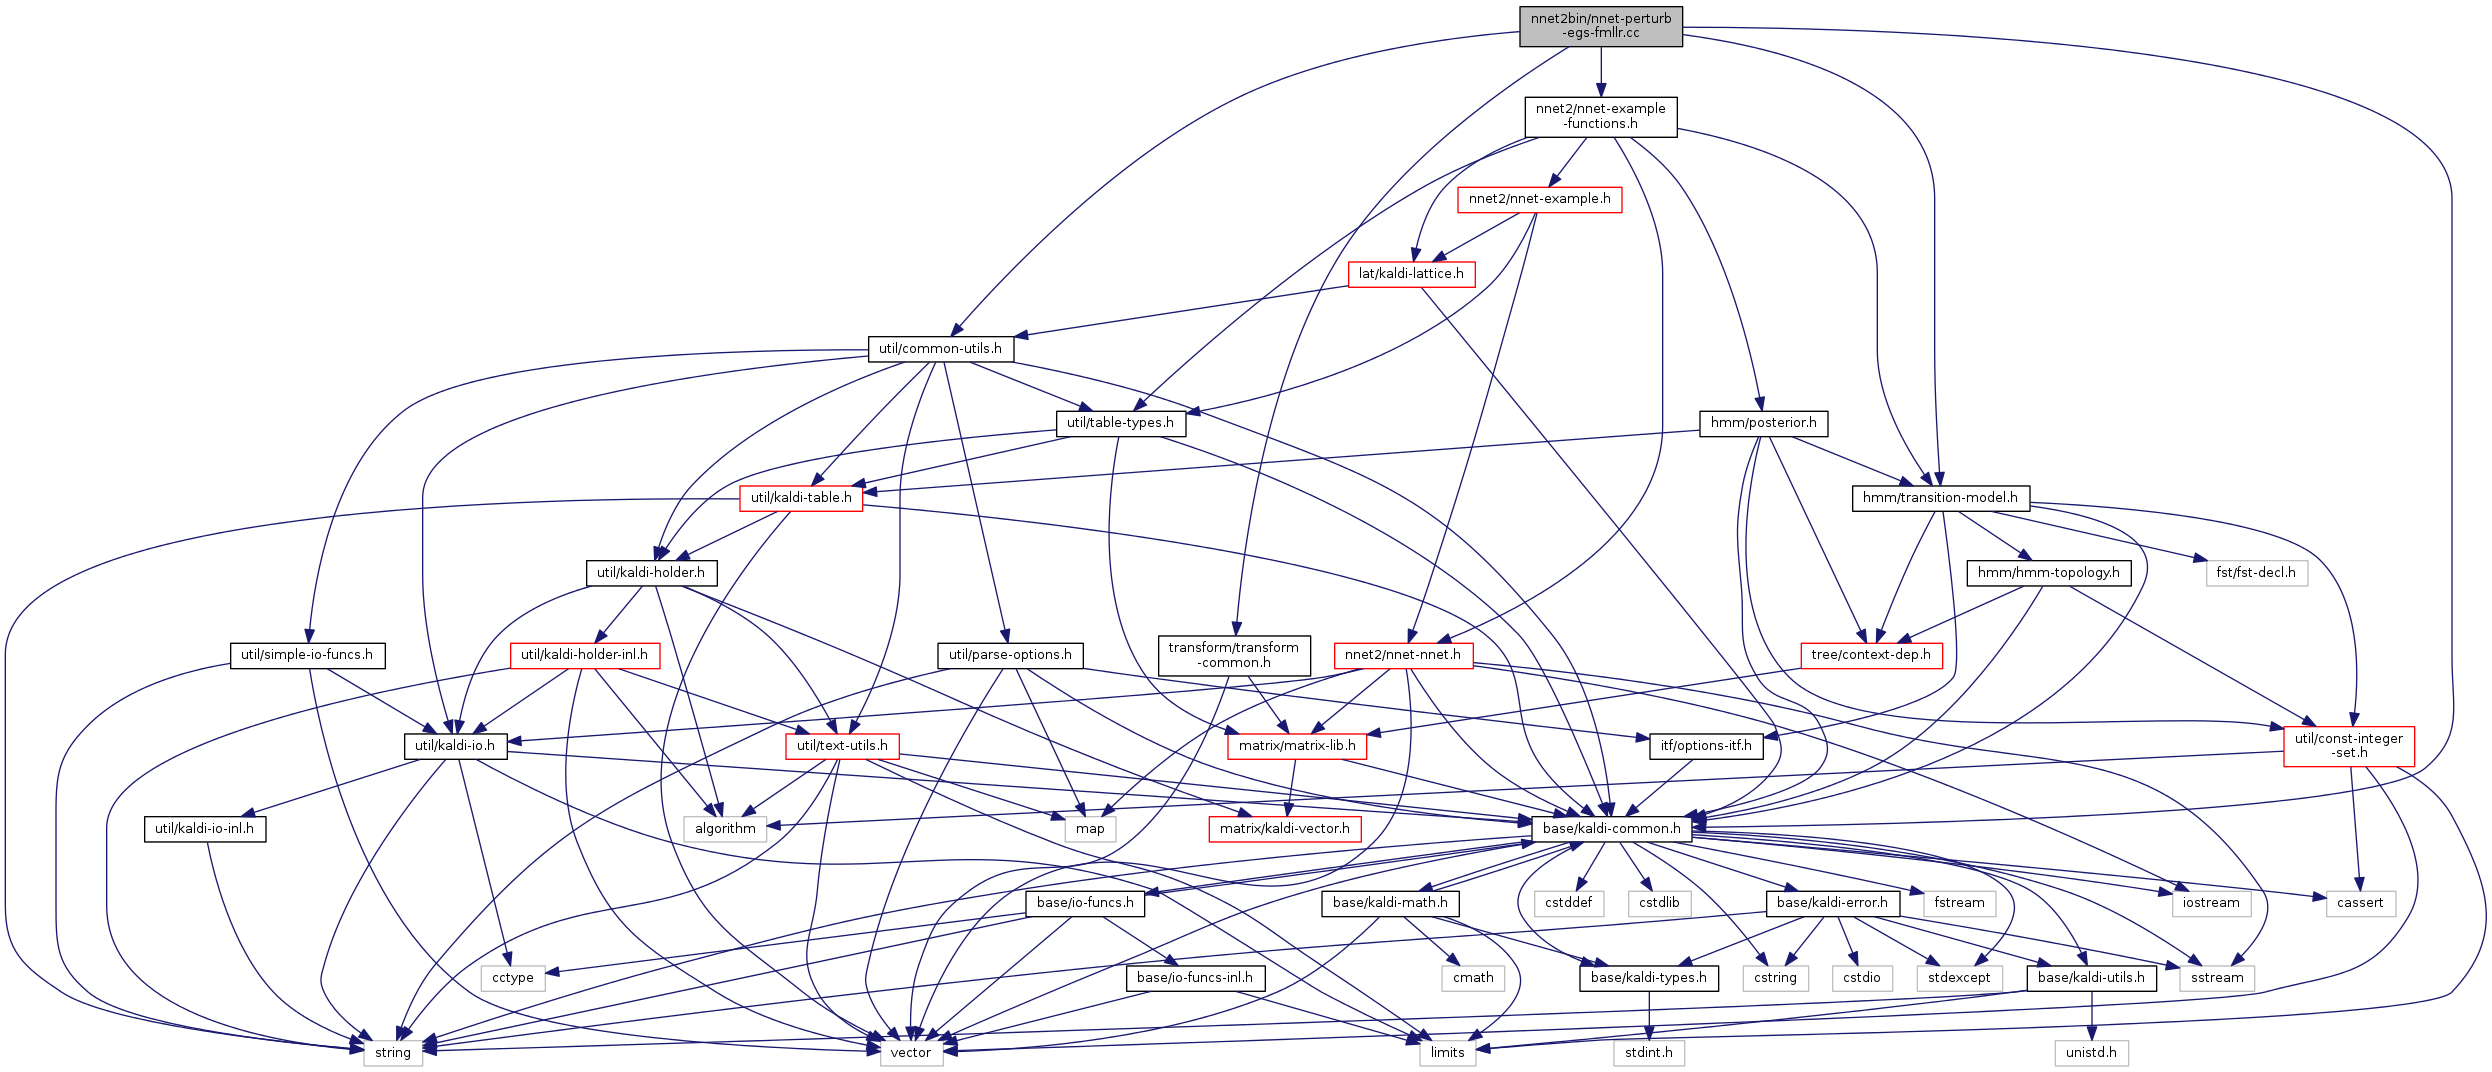 nnet2bin/nnet-perturb
-egs-fmllr.cc
nnet2/nnet-example
-functions.h
nnet2/nnet-example.h
lat/kaldi-lattice.h
util/common-utils.h
util/table-types.h
hmm/posterior.h
util/kaldi-table.h
hmm/transition-model.h
util/kaldi-holder.h
hmm/hmm-topology.h
fst/fst-decl.h
util/simple-io-funcs.h
util/kaldi-holder-inl.h
util/parse-options.h
transform/transform
-common.h
nnet2/nnet-nnet.h
tree/context-dep.h
util/kaldi-io.h
util/text-utils.h
matrix/matrix-lib.h
itf/options-itf.h
util/const-integer
-set.h
util/kaldi-io-inl.h
algorithm
map
matrix/kaldi-vector.h
base/kaldi-common.h
base/io-funcs.h
base/kaldi-math.h
cstddef
cstdlib
base/kaldi-error.h
fstream
iostream
cassert
cctype
base/io-funcs-inl.h
cmath
base/kaldi-types.h
cstring
cstdio
stdexcept
base/kaldi-utils.h
sstream
string
vector
limits
stdint.h
unistd.h